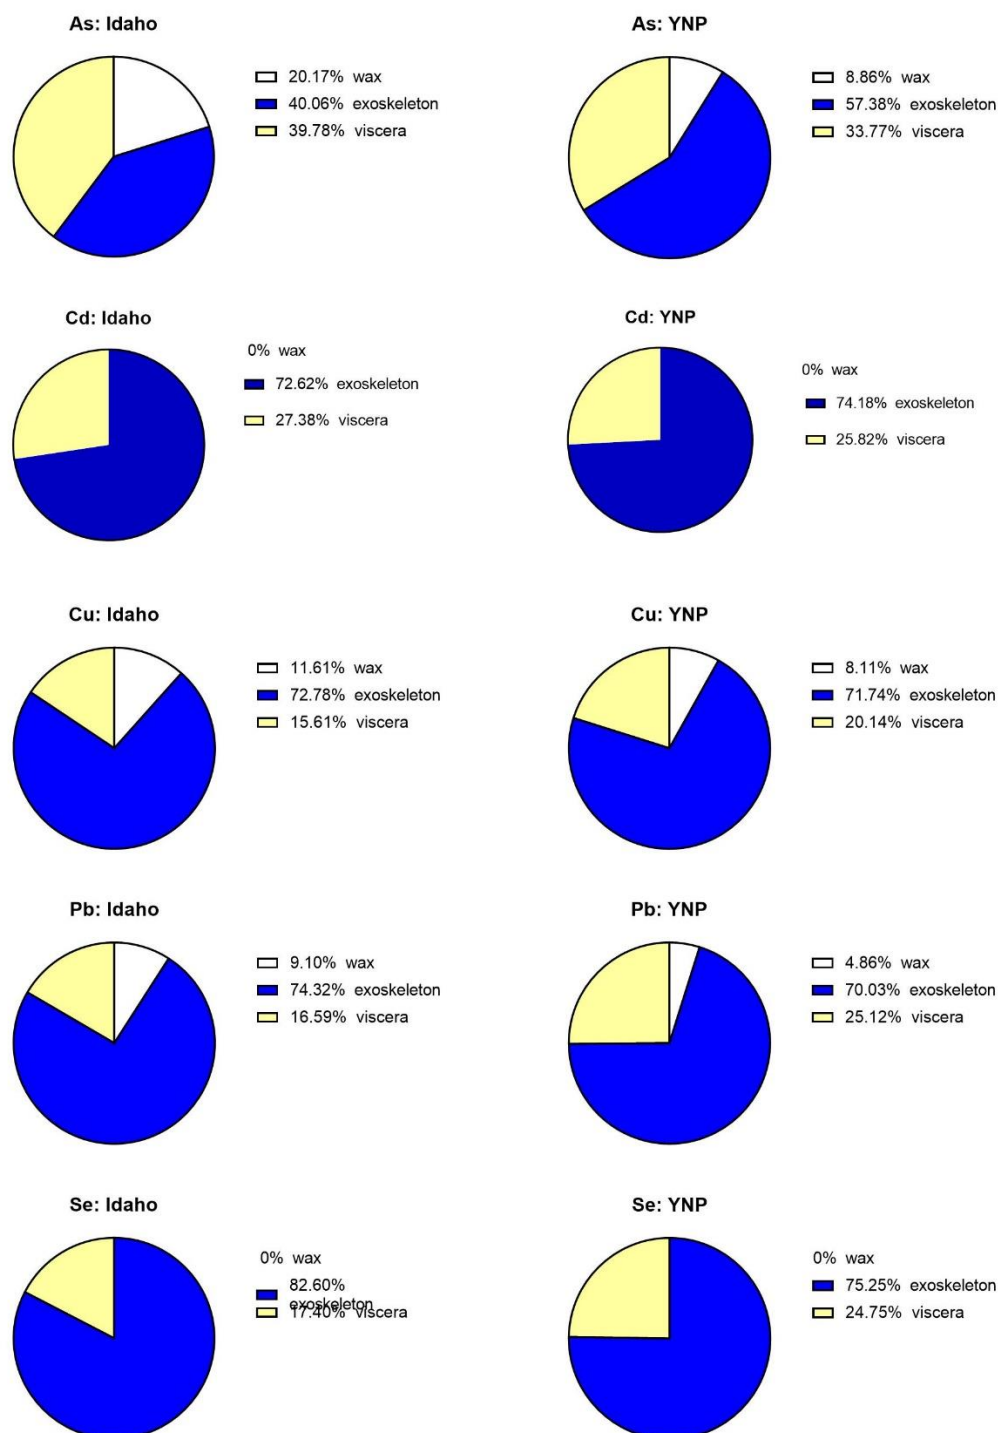 As: Idaho
20.17% wax
40.06% exoskeleton
39.78% viscera
As: YNP
8.86% wax
57.38% exoskeleton
33.77% viscera
Cd: Idaho
0% wax
72.62% exoskeleton
27.38% viscera
Cd: YNP
0% wax
74.18% exoskeleton
25.82% viscera
Cu: Idaho
11.61% wax
72.78% exoskeleton
15.61% viscera
Cu: YNP
8.11% wax
71.74% exoskeleton
20.14% viscera
Pb: Idaho
9.10% wax
74.32% exoskeleton
16.59% viscera
Pb: YNP
4.86% wax
70.03% exoskeleton
25.12% viscera
Se: Idaho
0% wax
82.60%
exoskeleton
17.40% viscera
Se: YNP
0% wax
75.25% exoskeleton
24.75% viscera